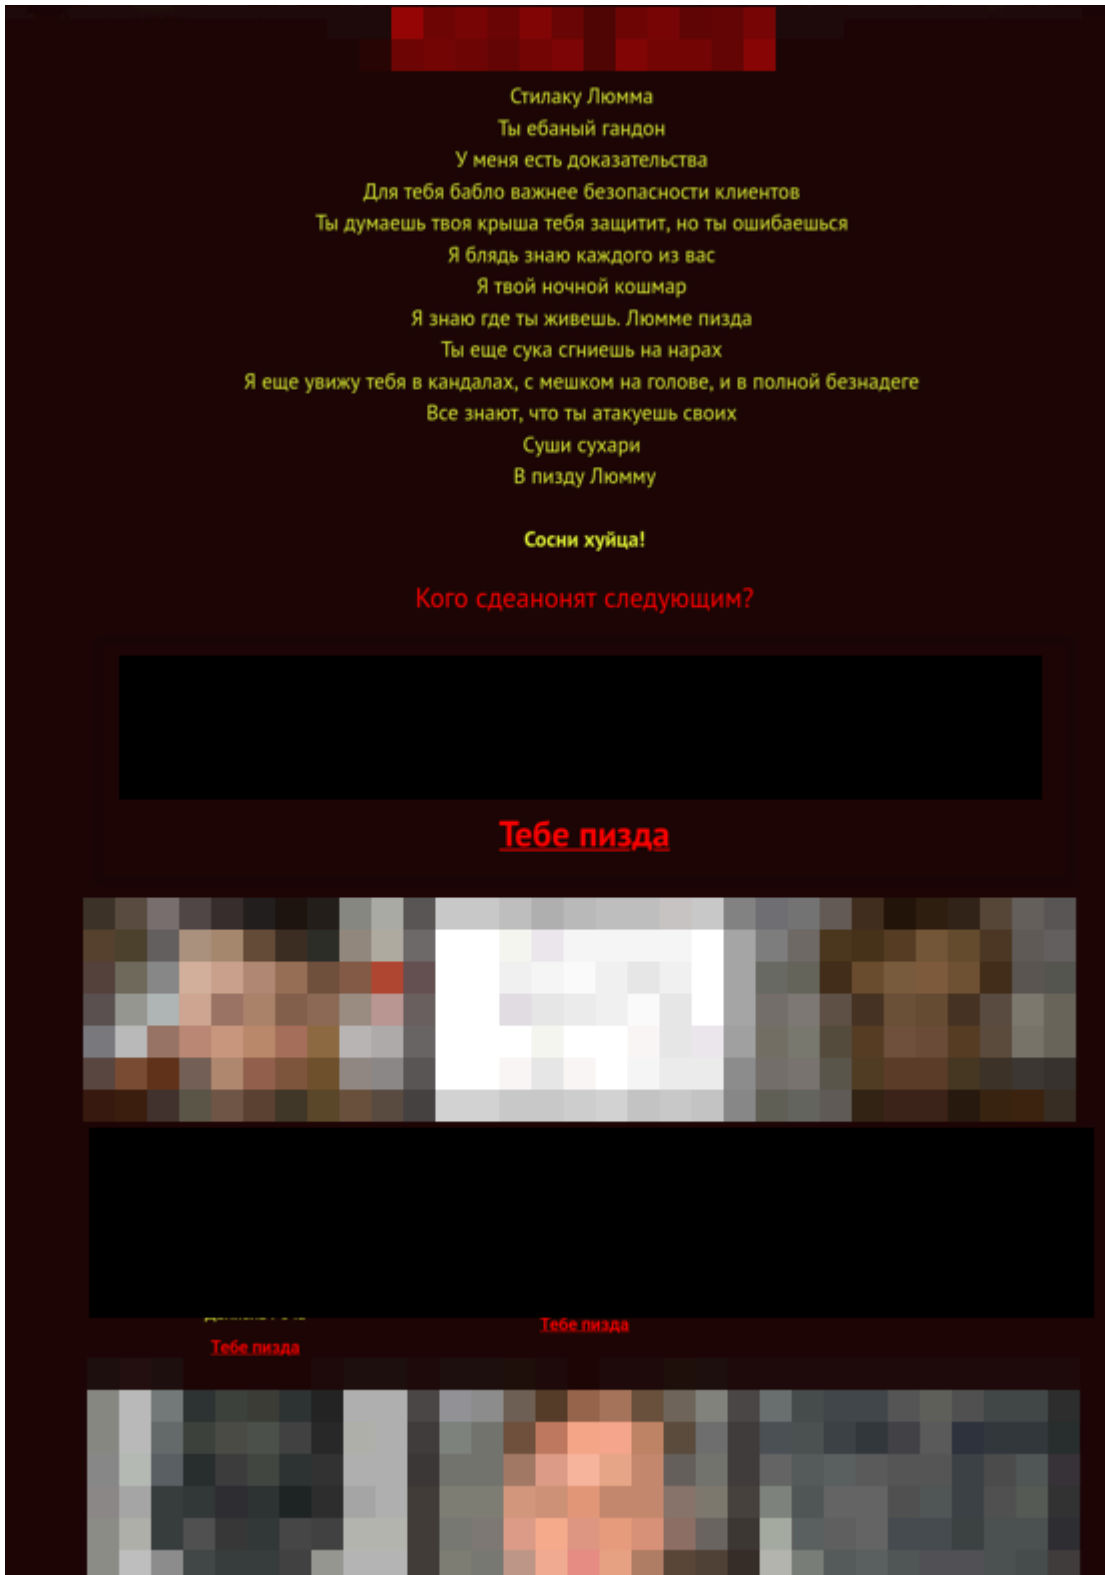 Стилаку Люмма
Ты ебаный гандон
У меня есть доказательства
Для тебя бабло важнее безопасности клиентов
Ты думаешь твоя крыша тебя защитит, но ты ошибаешься
Я блядь знаю каждого из вас
Я твой ночной кошмар
Я знаю где ты живешь. Люмме пизда
Ты еще сука сгниешь на нарах
Я еще увижу тебя в кандалах, с мешком на голове, и в полной безнадеге
Все знают, что ты атакуешь своих
Суши сухари
В пизду Люмму
Сосни хуйца!
Кого сдеанонят следующим?
Тебе пизда
Тебе пизда
Тебе пизда